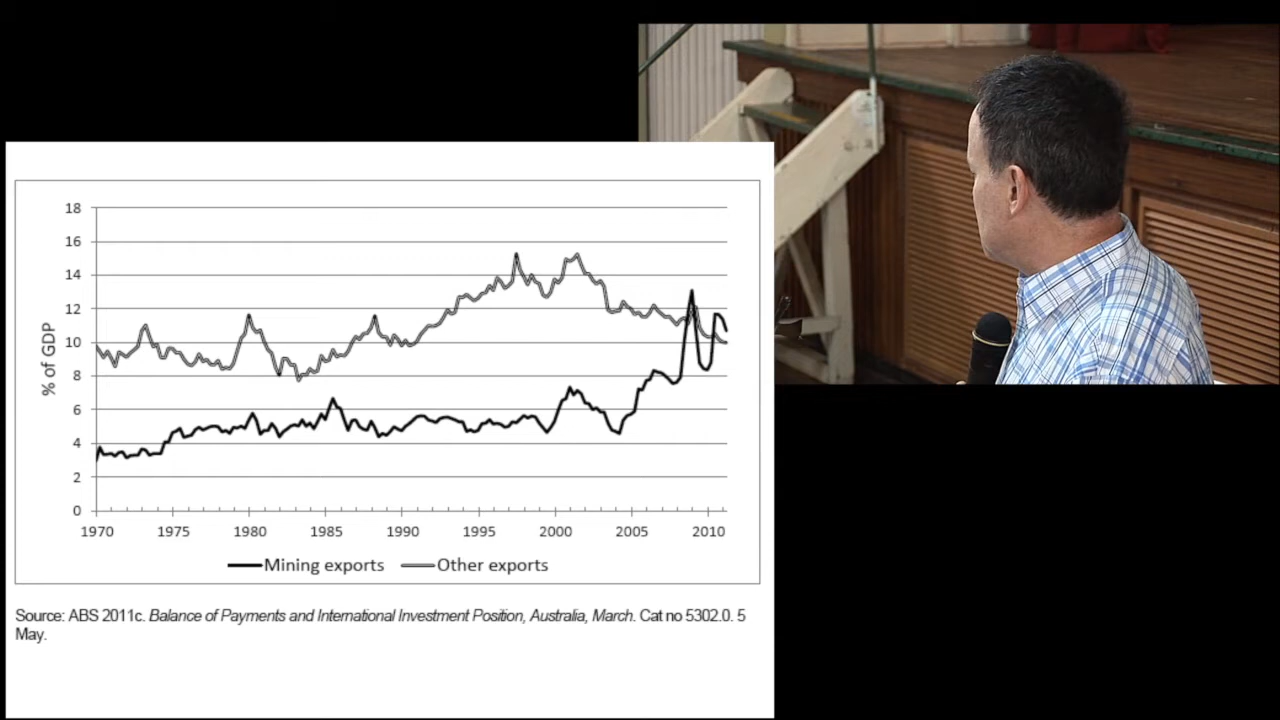 18
16
14
12
10
8
6
4
2
0
% of GDP
1970 1975 1980 1985 1990 1995 2000 2005 2010
Mining exports Other exports
Source: ABS 2011c. Balance of Payments and International Investment Position, Australia, March. Cat no 5302.0. 5
May.